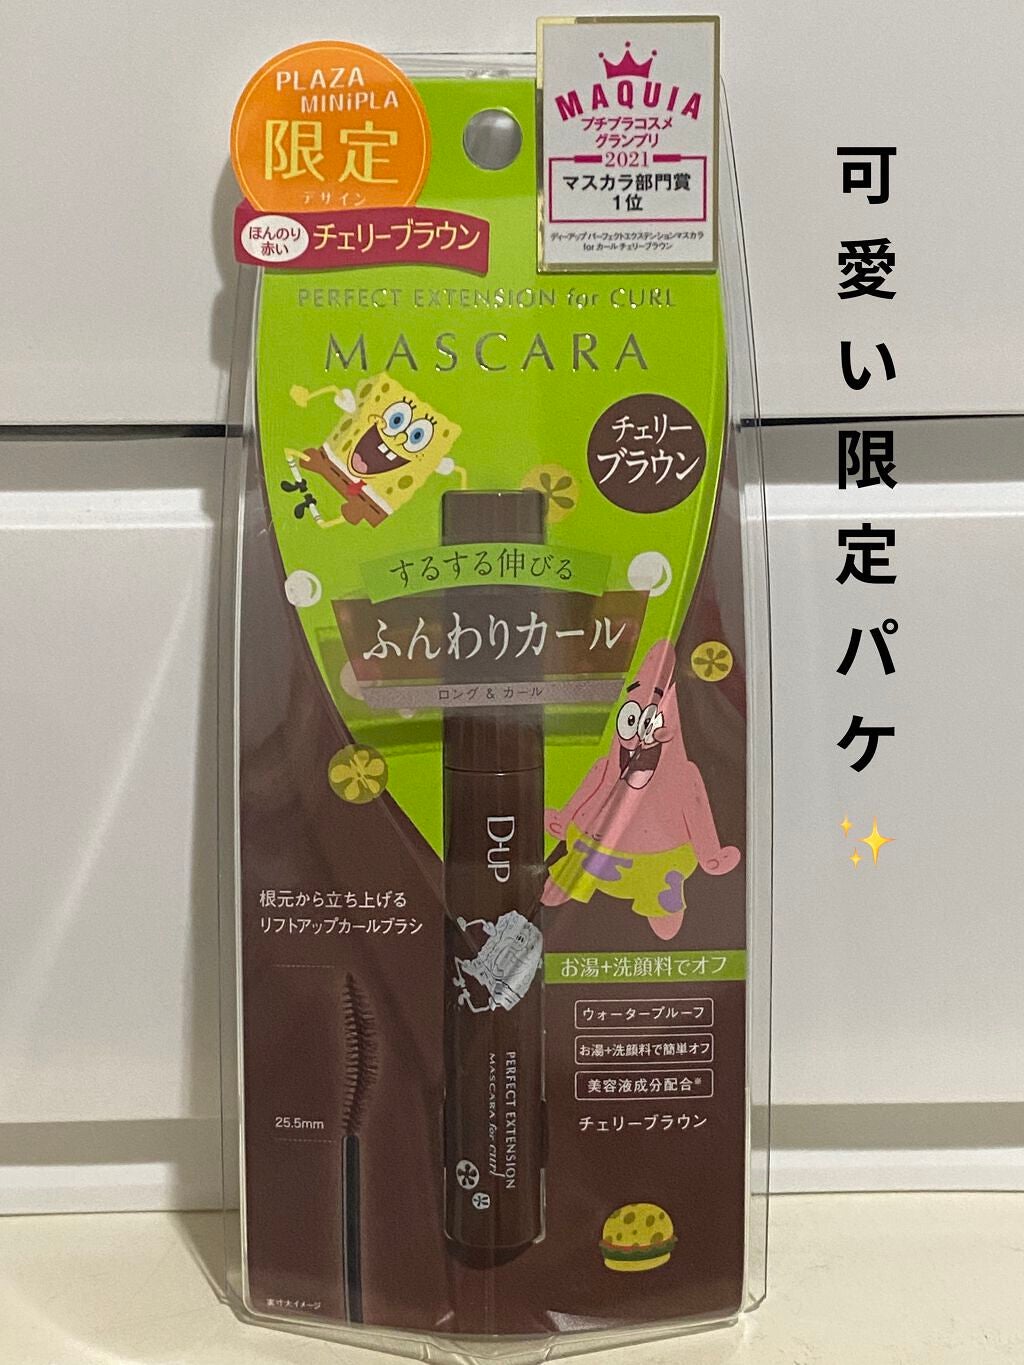 PLAZA
MINiPLA
限定
デザイン
ほんのり
赤い
チェリーブラウン
MAQUIA
プチプラコスメ
グランプリ
2021
マスカラ部門賞
1位
ディーアップ パーフェクトエクステンションマスカラ
for カール チェリーブラウン
PERFECT EXTENSION for CURL
MASCARA
チェリー
ブラウン
するする伸びる
ふんわりカール
ロング & カール
D-UP
PERFECT EXTENSION
MASCARA for CURL
根元から立ち上げる
リフトアップカールブラシ
25.5mm
実寸大イメージ
お湯+洗顔料でオフ
ウォータープルーフ
お湯+洗顔料で簡単オフ
美容液成分配合※
チェリーブラウン
可愛い限定パケ✨